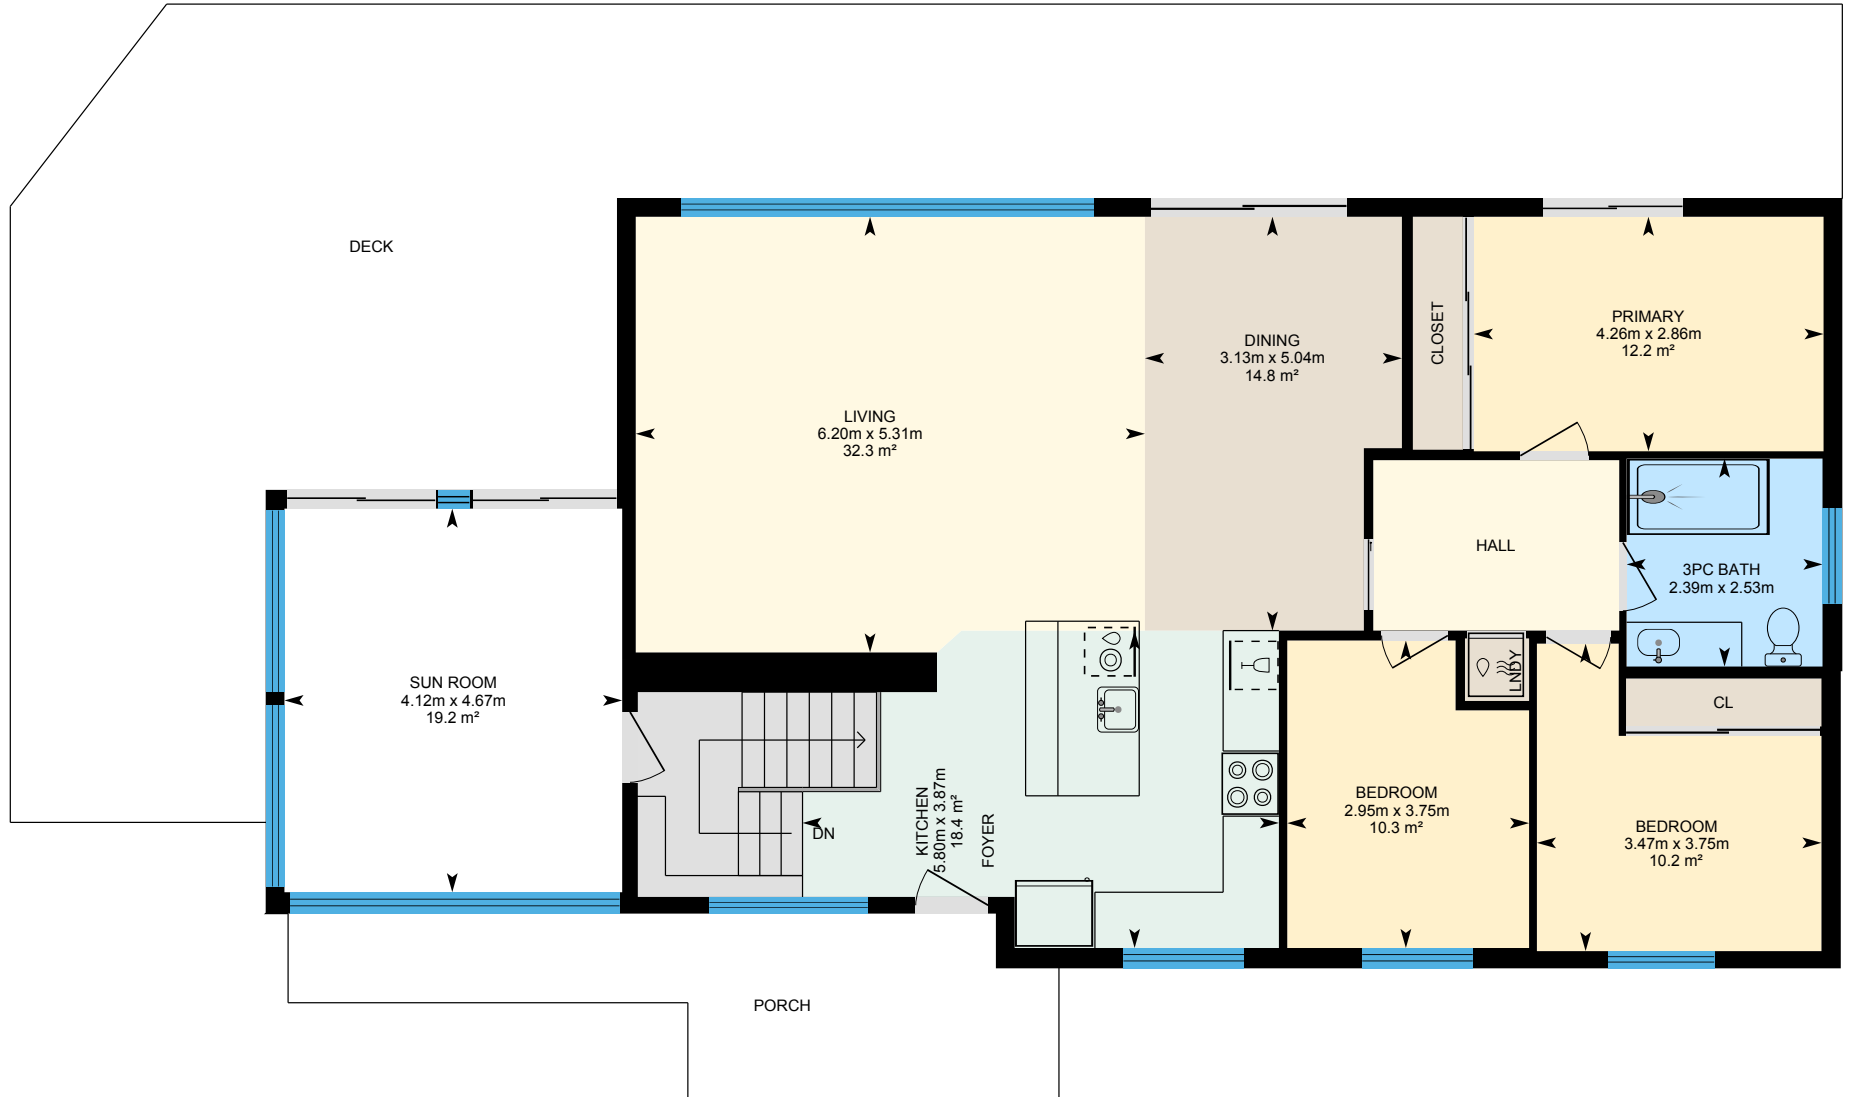 DECK
CLOSET
PRIMARY
4.26m x 2.86m
12.2 m²
DINING
3.13m x 5.04m
14.8 m²
LIVING
6.20m x 5.31m
32.3 m²
HALL
3PC BATH
2.39m x 2.53m
SUN ROOM
4.12m x 4.67m
19.2 m²
LNDY
CL
DN
KITCHEN
5.80m x 3.87m
18.4 m²
FOYER
BEDROOM
2.95m x 3.75m
10.3 m²
BEDROOM
3.47m x 3.75m
10.2 m²
PORCH